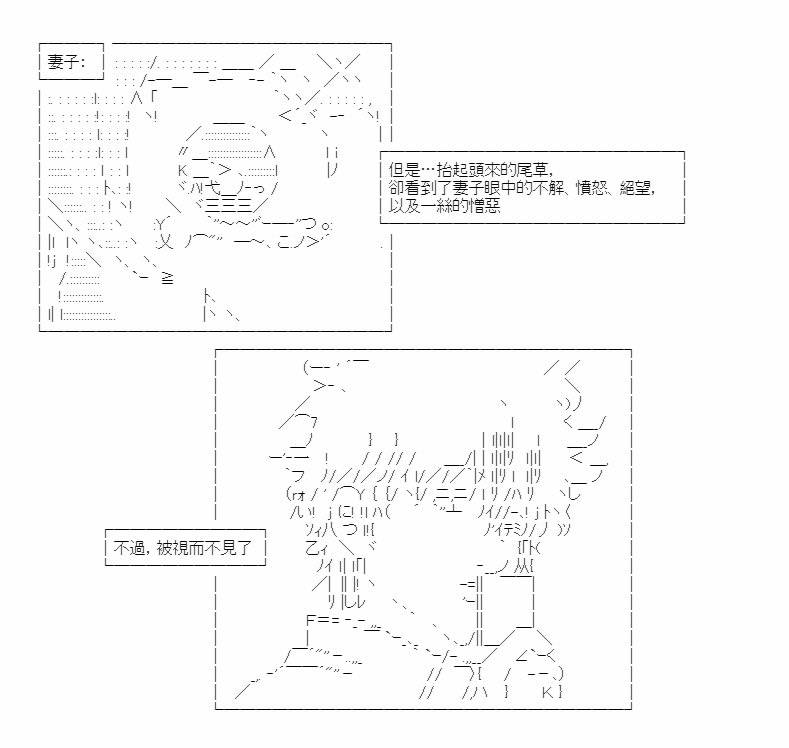 妻子：
但是…抬起頭來的尾草，
卻看到了妻子眼中的不解、憤怒、絕望，
以及一絲的憎惡
不過，被視而不見了